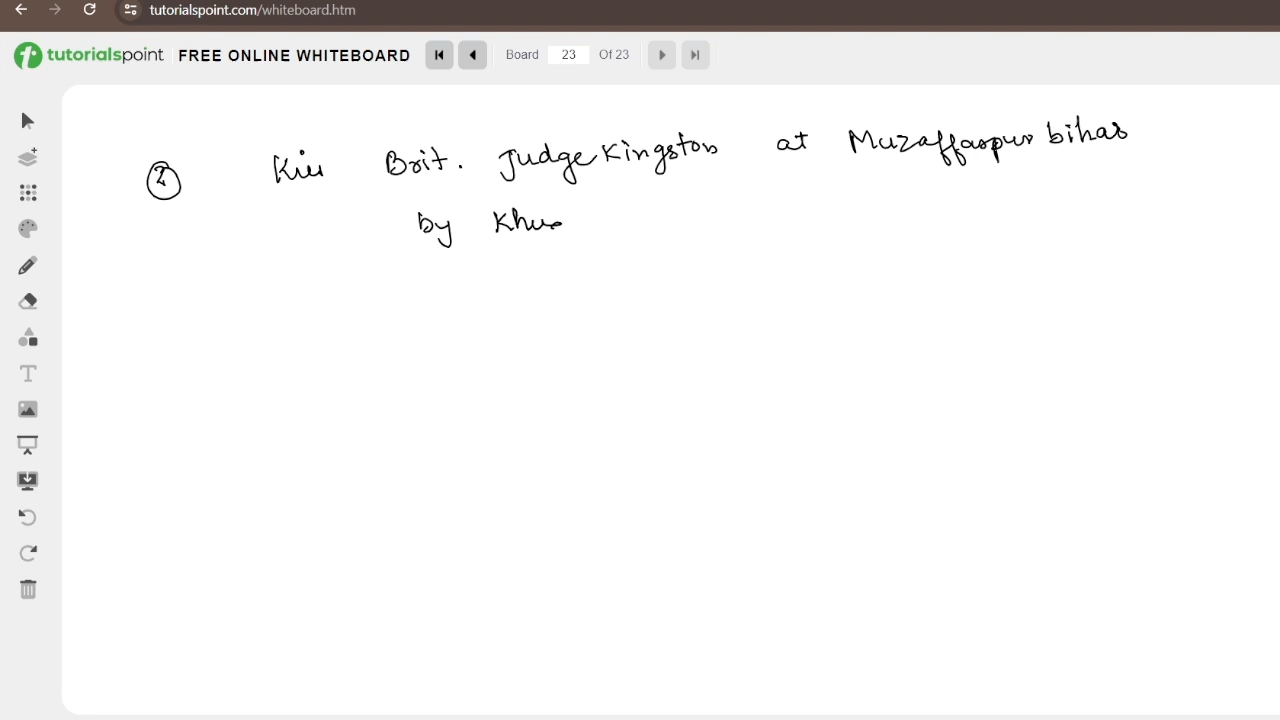 tutorialspoint.com/whiteboard.htm
tutorialspoint FREE ONLINE WHITEBOARD Board 23 Of 23
② Kill Brit. Judge Kingston at Muzaffarpur bihar
by Khu